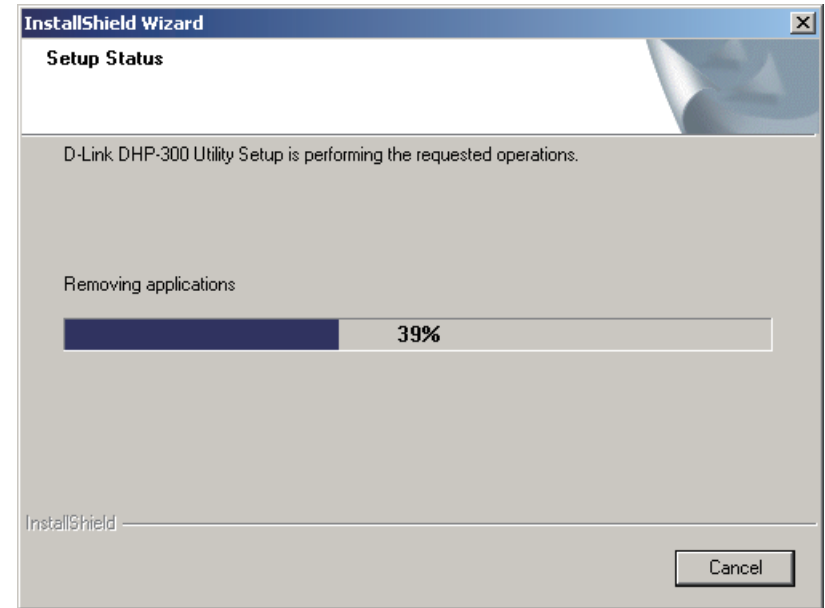 InstallShield Wizard
Setup Status
D-Link DHP-300 Utility Setup is performing the requested operations.
Removing applications
39%
InstallShield
Cancel